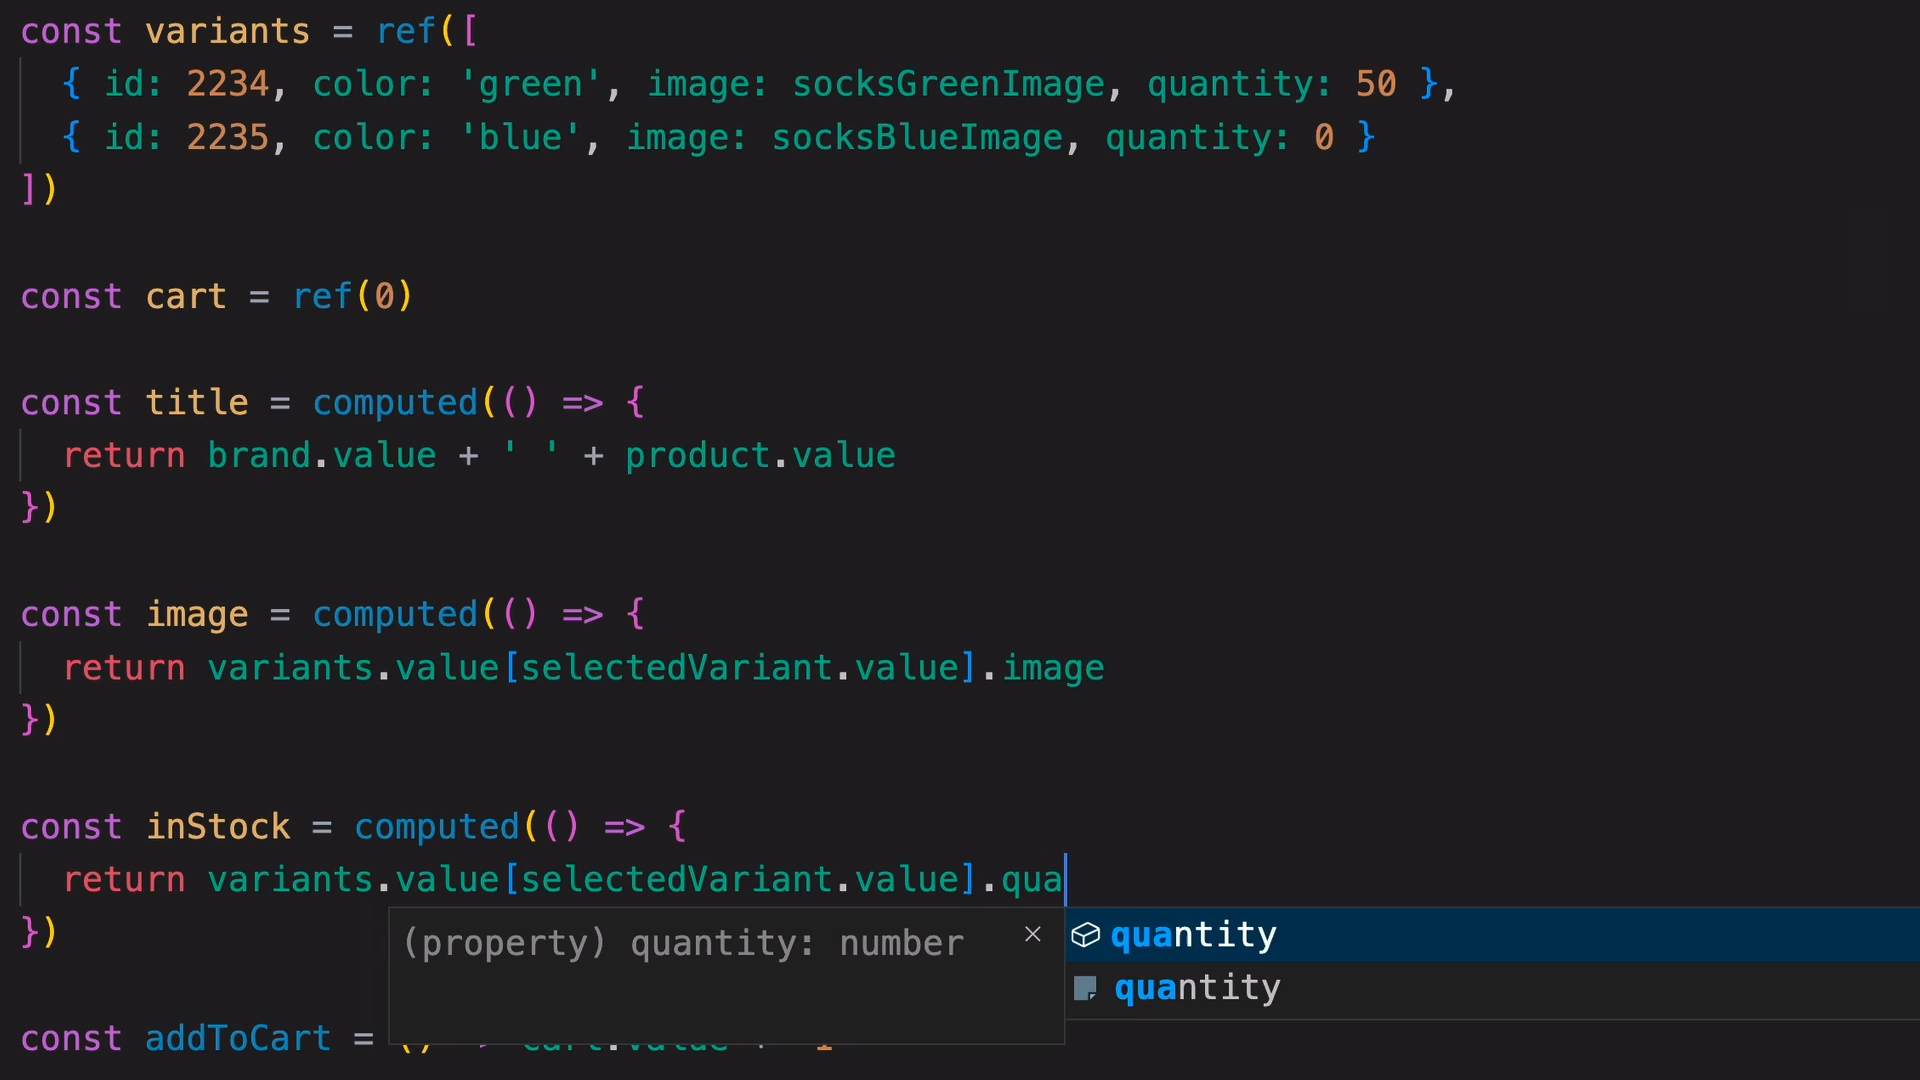 const variants = ref([
  { id: 2234, color: 'green', image: socksGreenImage, quantity: 50 },
  { id: 2235, color: 'blue', image: socksBlueImage, quantity: 0 }
])
const cart = ref(0)
const title = computed(() => {
  return brand.value + ' ' + product.value
})
const image = computed(() => {
  return variants.value[selectedVariant.value].image
})
const inStock = computed(() => {
  return variants.value[selectedVariant.value].qua
})
(property) quantity: number ×
quantity
quantity
const addToCart =